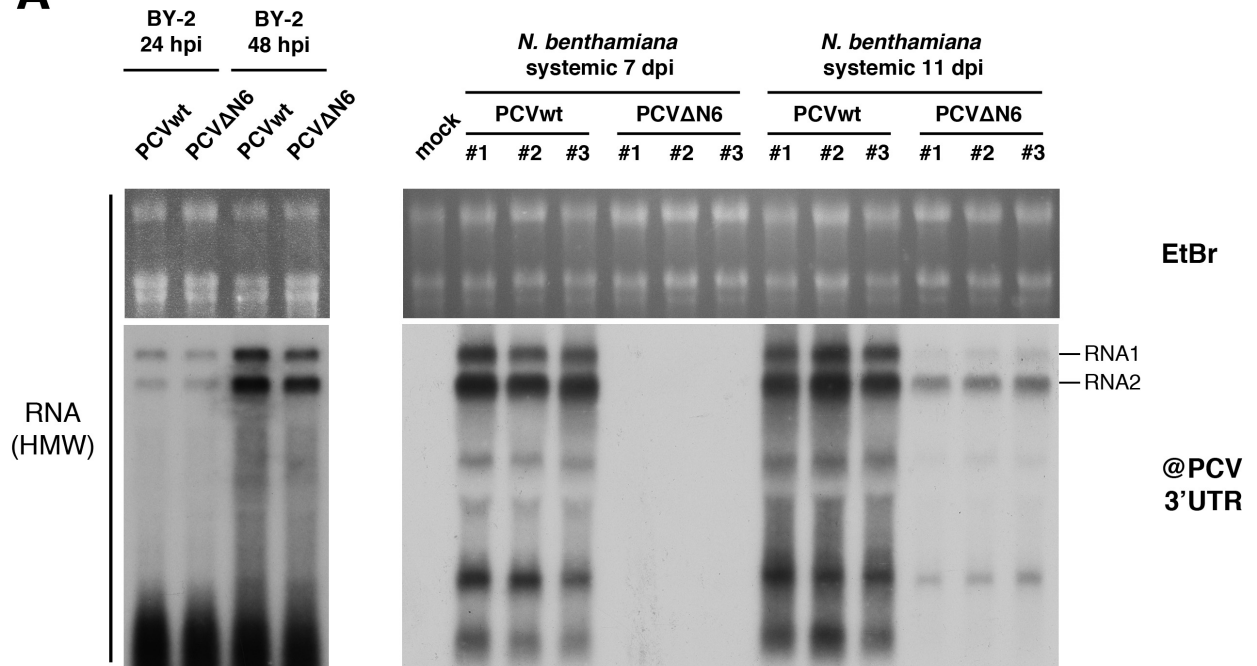 A
BY-2
24 hpi
BY-2
48 hpi
PCVwt
PCVΔN6
PCVwt
PCVΔN6
mock
N. benthamiana
systemic 7 dpi
N. benthamiana
systemic 11 dpi
PCVwt
PCVΔN6
PCVwt
PCVΔN6
#1 #2 #3 #1 #2 #3 #1 #2 #3 #1 #2 #3
EtBr
RNA1
RNA2
RNA
(HMW)
@PCV
3’UTR